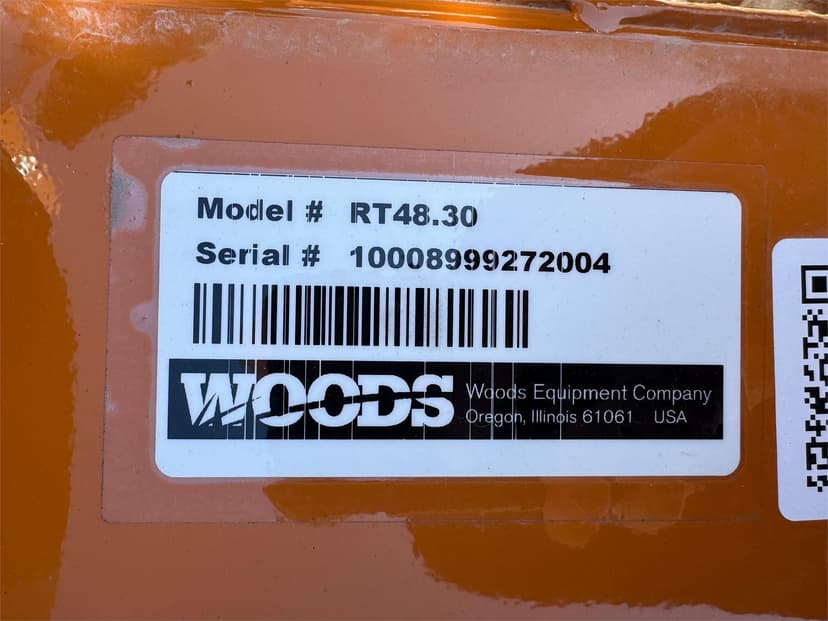 Model # RT48.30
Serial # 10008999272004
WOODS
Woods Equipment Company
Oregon, Illinois 61061 USA